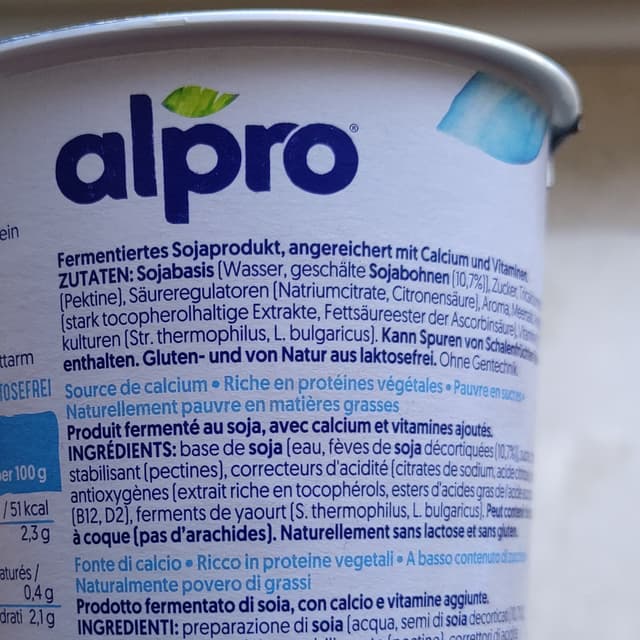 alpro®
ein
Fermentiertes Sojaprodukt, angereichert mit Calcium und Vitaminen.
ZUTATEN: Sojabasis (Wasser, geschälte Sojabohnen (10,7%)), Zucker,
(Pektine), Säureregulatoren (Natriumcitrate, Citronensäure), Aroma,
(stark tocopherolhaltige Extrakte, Fettsäureester der Ascorbinsäure),
kulturen (Str. thermophilus, L. bulgaricus). Kann Spuren von
ttarm
enthalten. Gluten- und von Natur aus laktosefrei. Ohne Gentechnik.
TOSEFREI
Source de calcium • Riche en protéines végétales • Pauvre en sucres •
Naturellement pauvre en matières grasses
Produit fermenté au soja, avec calcium et vitamines ajoutés.
INGRÉDIENTS: base de soja (eau, fèves de soja décortiquées (10,7%)),
er 100 g
stabilisant (pectines), correcteurs d'acidité (citrates de sodium,
antioxygènes (extrait riche en tocophérols, esters d'acides gras de
/ 51 kcal
(B12, D2), ferments de yaourt (S. thermophilus, L. bulgaricus). Peut
2,3 g
à coque (pas d'arachides). Naturellement sans lactose et sans gluten.
Fonte di calcio • Ricco in proteine vegetali • A basso contenuto di
aturés /
Naturalmente povero di grassi
0,4 g
Prodotto fermentato di soia, con calcio e vitamine aggiunte.
drati 2,1 g
INGREDIENTI: preparazione di soia (acqua, semi di soia